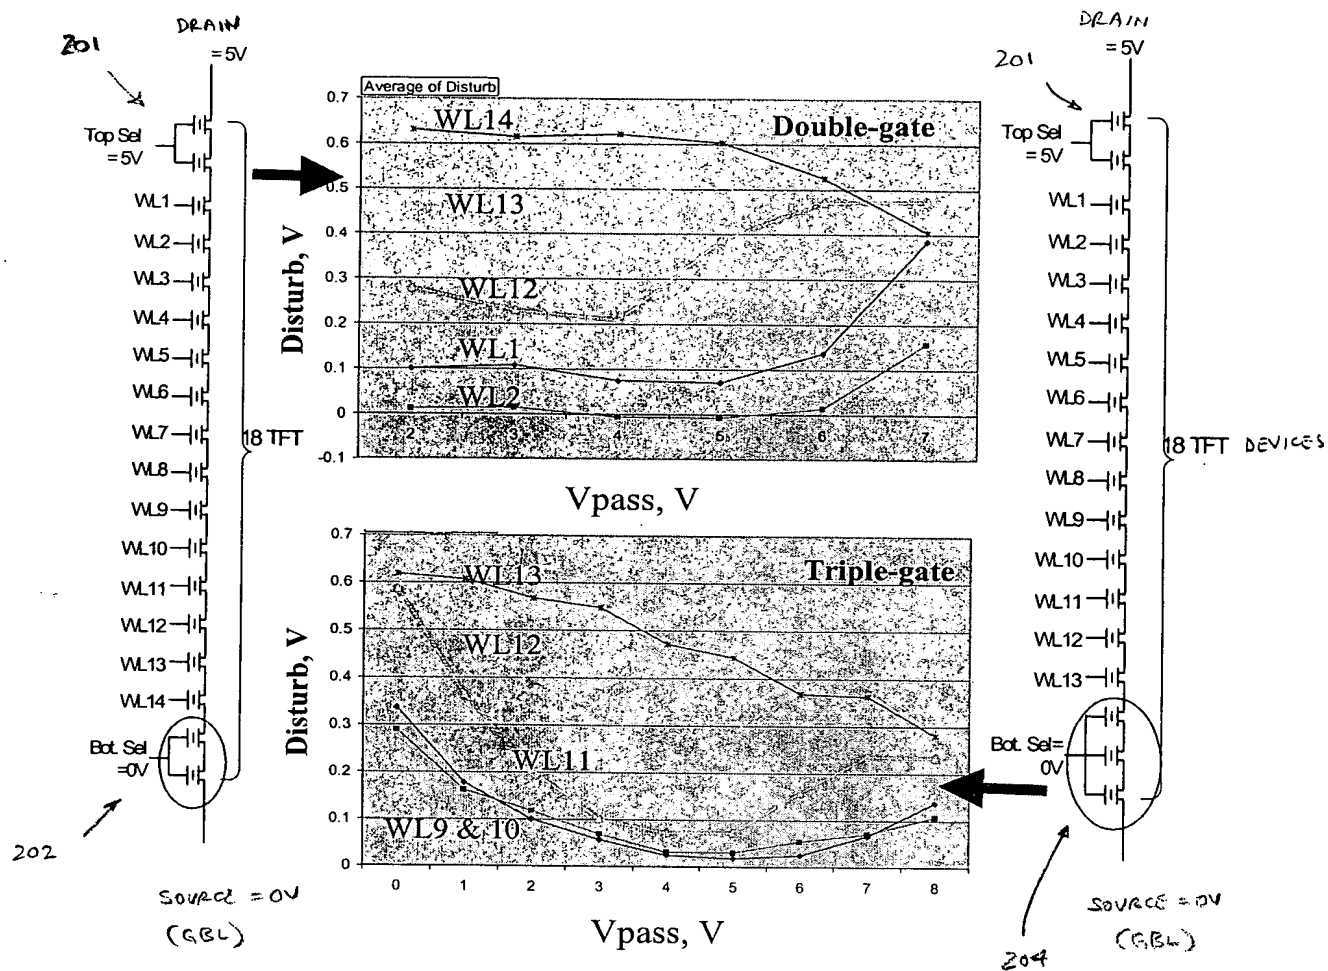 DRAIN
= 5V
201
Top Sel
= 5V
WL1
WL2
WL3
WL4
WL5
WL6
WL7
WL8
WL9
WL10
WL11
WL12
WL13
WL14
Bot. Sel
=0V
18 TFT
202
SOURCE = 0V
(GBL)
Average of Disturb
Double-gate
0.7
0.6
0.5
0.4
0.3
0.2
0.1
0
-0.1
Disturb, V
WL14
WL13
WL12
WL1
WL2
2 3 4 5 6 7
Vpass, V
Triple-gate
0.7
0.6
0.5
0.4
0.3
0.2
0.1
0
Disturb, V
WL13
WL12
WL11
WL9 & 10
0 1 2 3 4 5 6 7 8
Vpass, V
DRAIN
= 5V
201
Top Sel
= 5V
WL1
WL2
WL3
WL4
WL5
WL6
WL7
WL8
WL9
WL10
WL11
WL12
WL13
Bot. Sel=
0V
18 TFT DEVICES
204
SOURCE = 0V
(GBL)